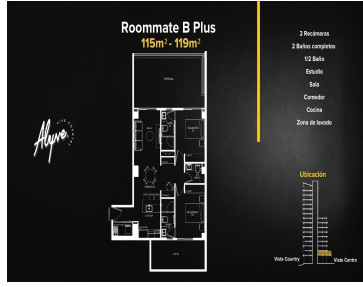 Roommate B Plus
115m² - 119m²
Alyve
2 Recámaras
2 Baños completos
1/2 Baño
Estudio
Sala
Comedor
Cocina
Zona de lavado
Ubicación
Vista Country
Vista Centro